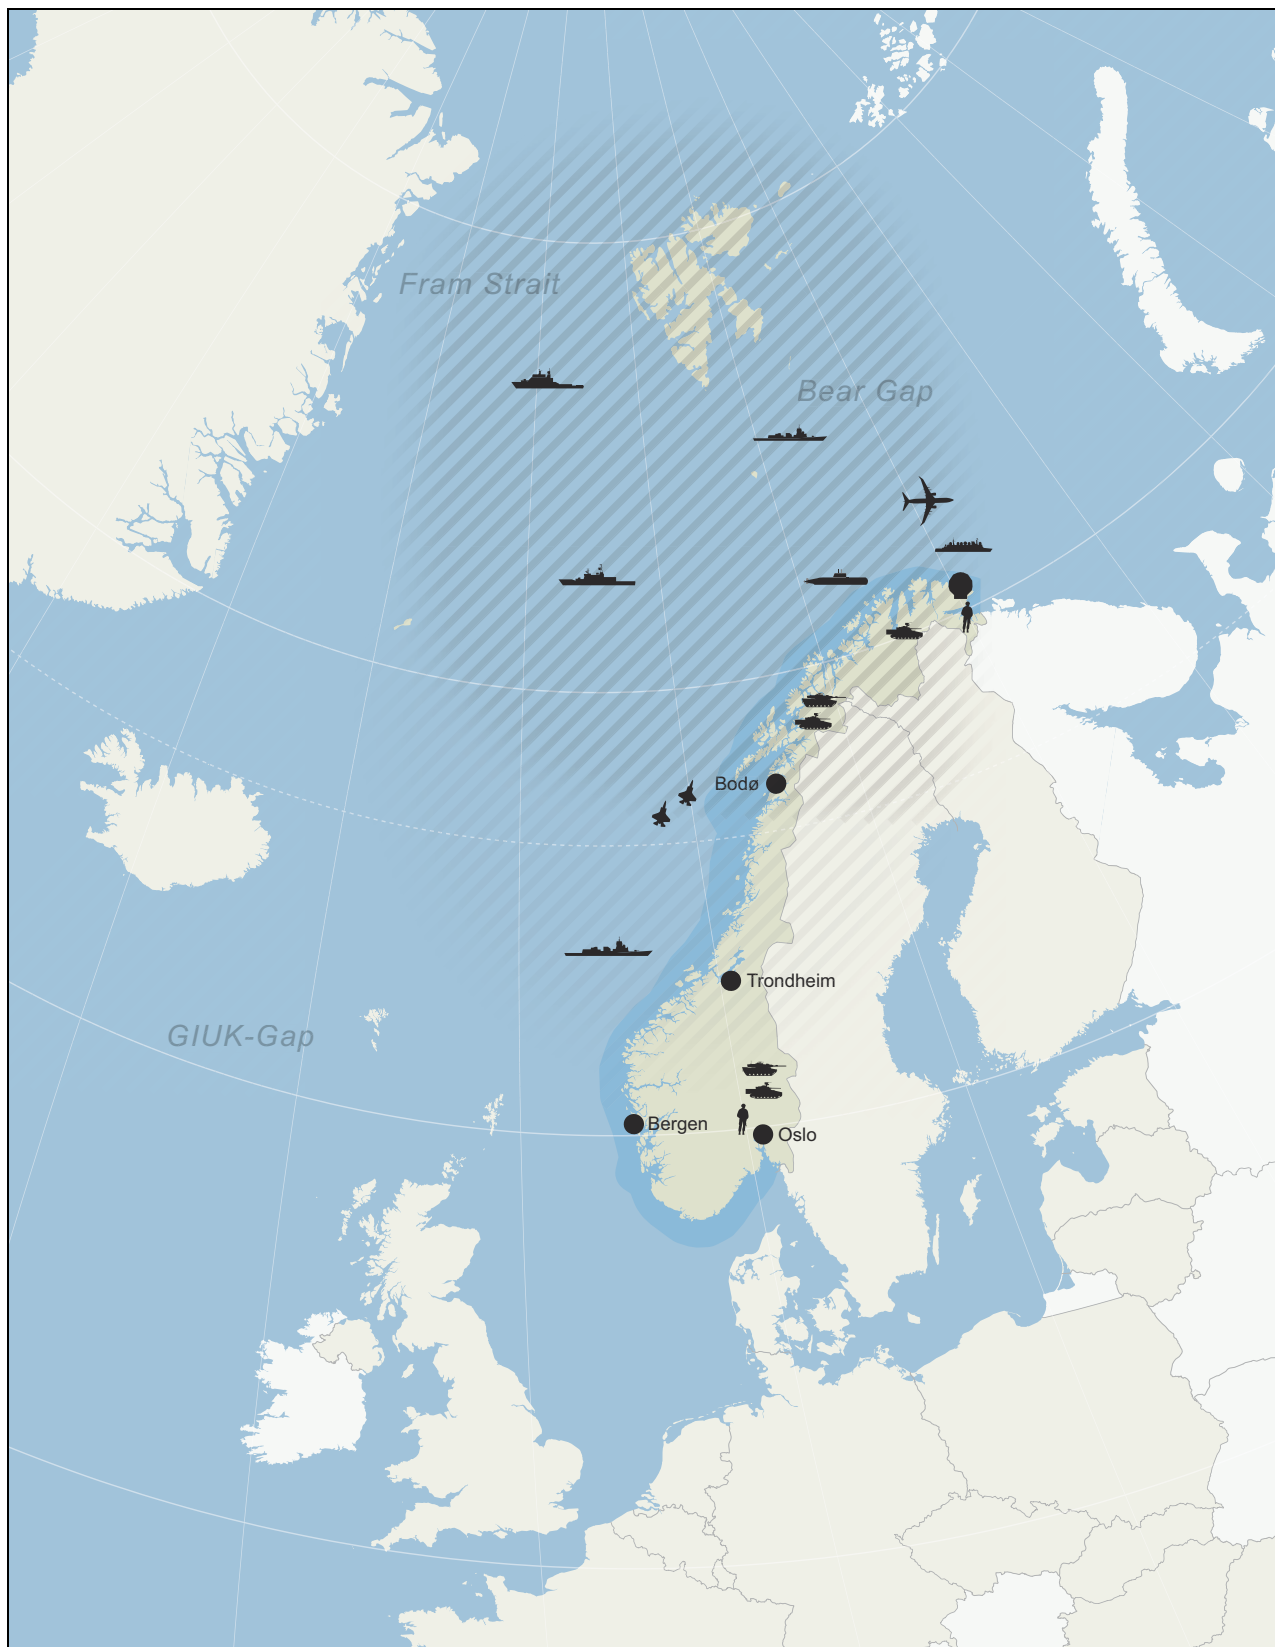 Fram Strait
Bear Gap
Bodø
Trondheim
GIUK-Gap
Bergen
Oslo